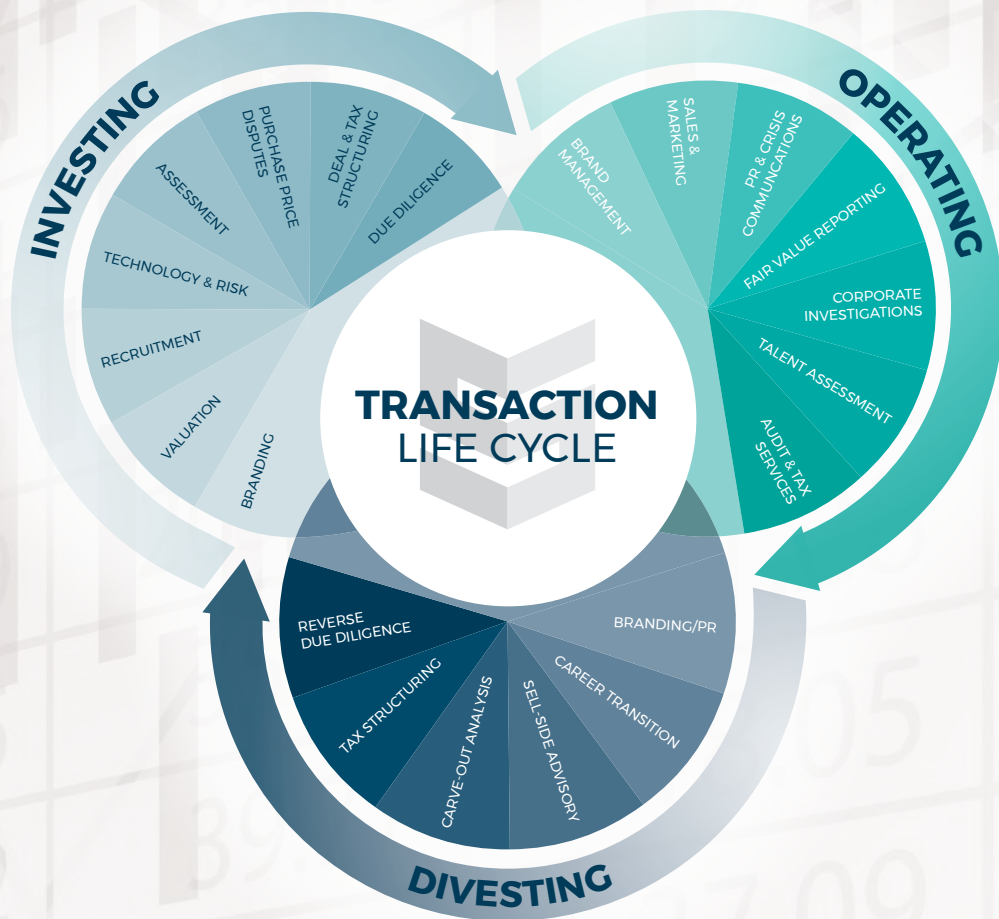 TRANSACTION
LIFE CYCLE
INVESTING
BRANDING
VALUATION
RECRUITMENT
TECHNOLOGY & RISK
ASSESSMENT
PURCHASE PRICE
DISPUTES
DEAL & TAX
STRUCTURING
DUE DILIGENCE
OPERATING
BRAND
MANAGEMENT
SALES &
MARKETING
PR & CRISIS
COMMUNCATIONS
FAIR VALUE REPORTING
CORPORATE
INVESTIGATIONS
TALENT ASSESSMENT
AUDIT & TAX
SERVICES
DIVESTING
BRANDING/PR
CAREER TRANSITION
SELL-SIDE ADVISORY
CARVE-OUT ANALYSIS
TAX STRUCTURING
REVERSE
DUE DILIGENCE